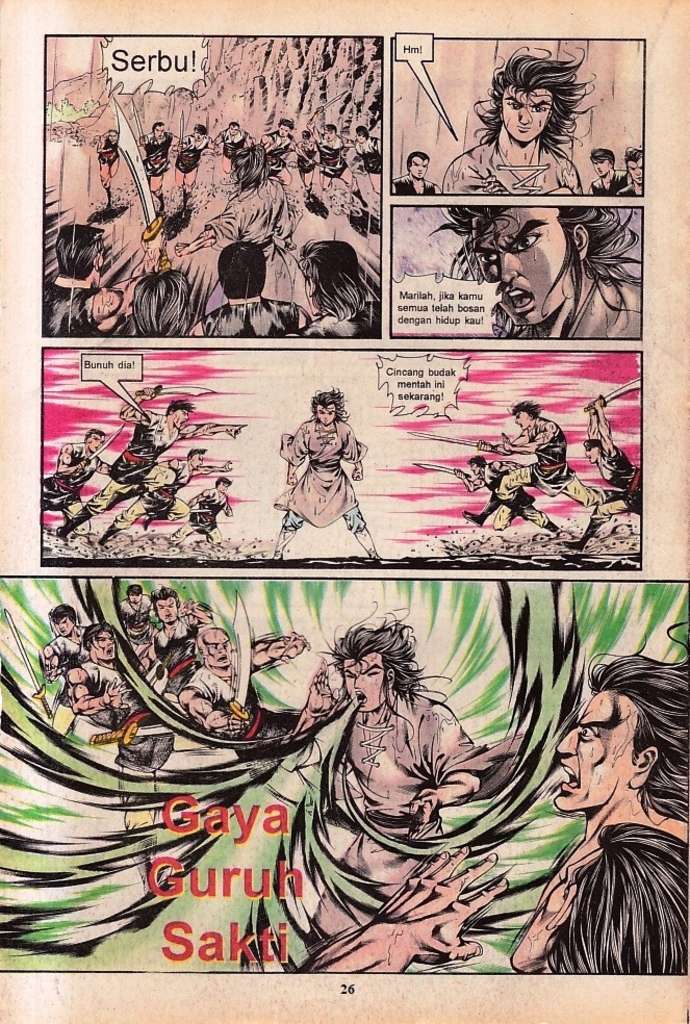 Serbu!
Hm!
Marilah, jika kamu
semua telah bosan
dengan hidup kau!
Bunuh dia!
Cincang budak
mentah ini
sekarang!
Gaya
Guruh
Sakti
26